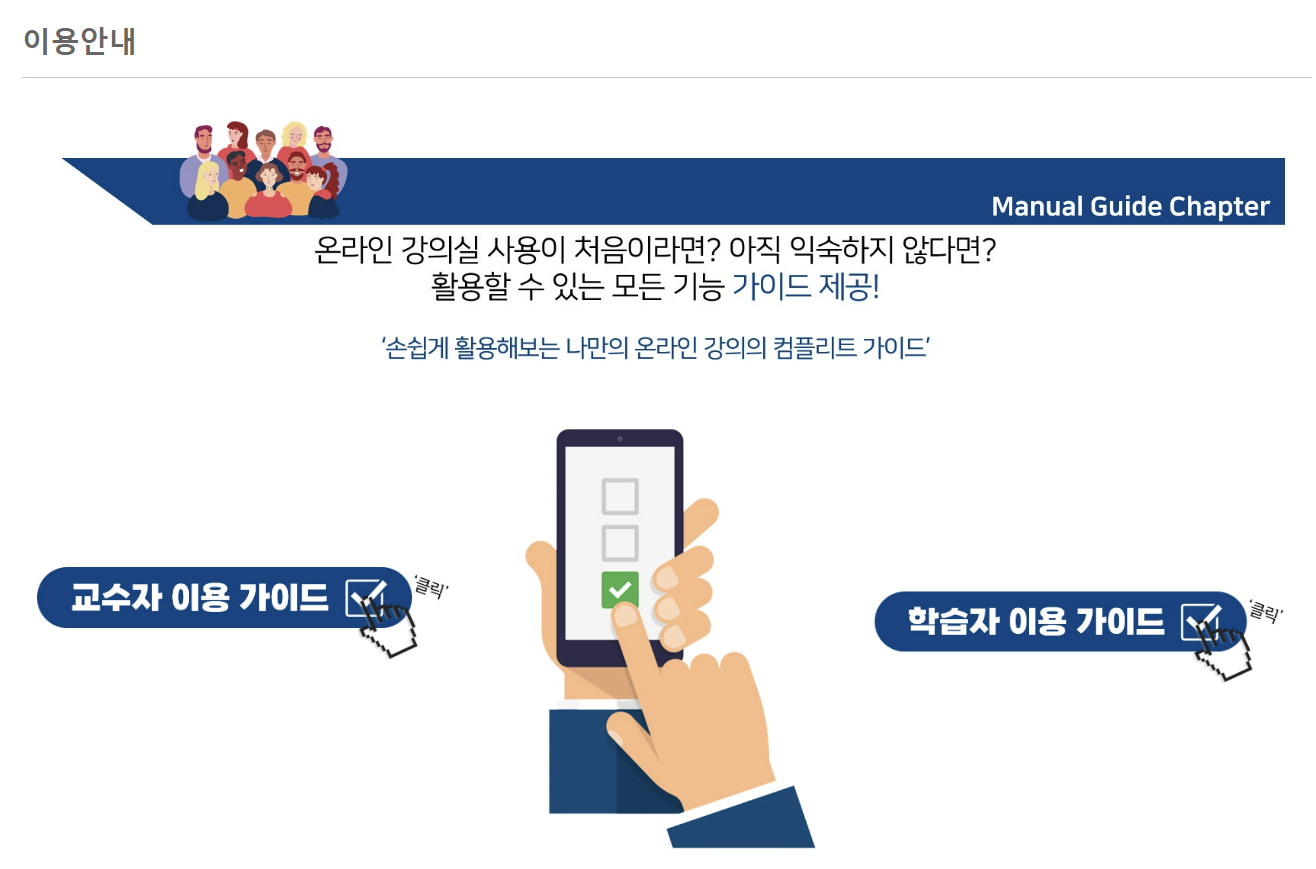 이용안내
Manual Guide Chapter
온라인 강의실 사용이 처음이라면? 아직 익숙하지 않다면?
활용할 수 있는 모든 기능 가이드 제공!
‘손쉽게 활용해보는 나만의 온라인 강의의 컴플리트 가이드’
교수자 이용 가이드
‘클릭’
학습자 이용 가이드
‘클릭’